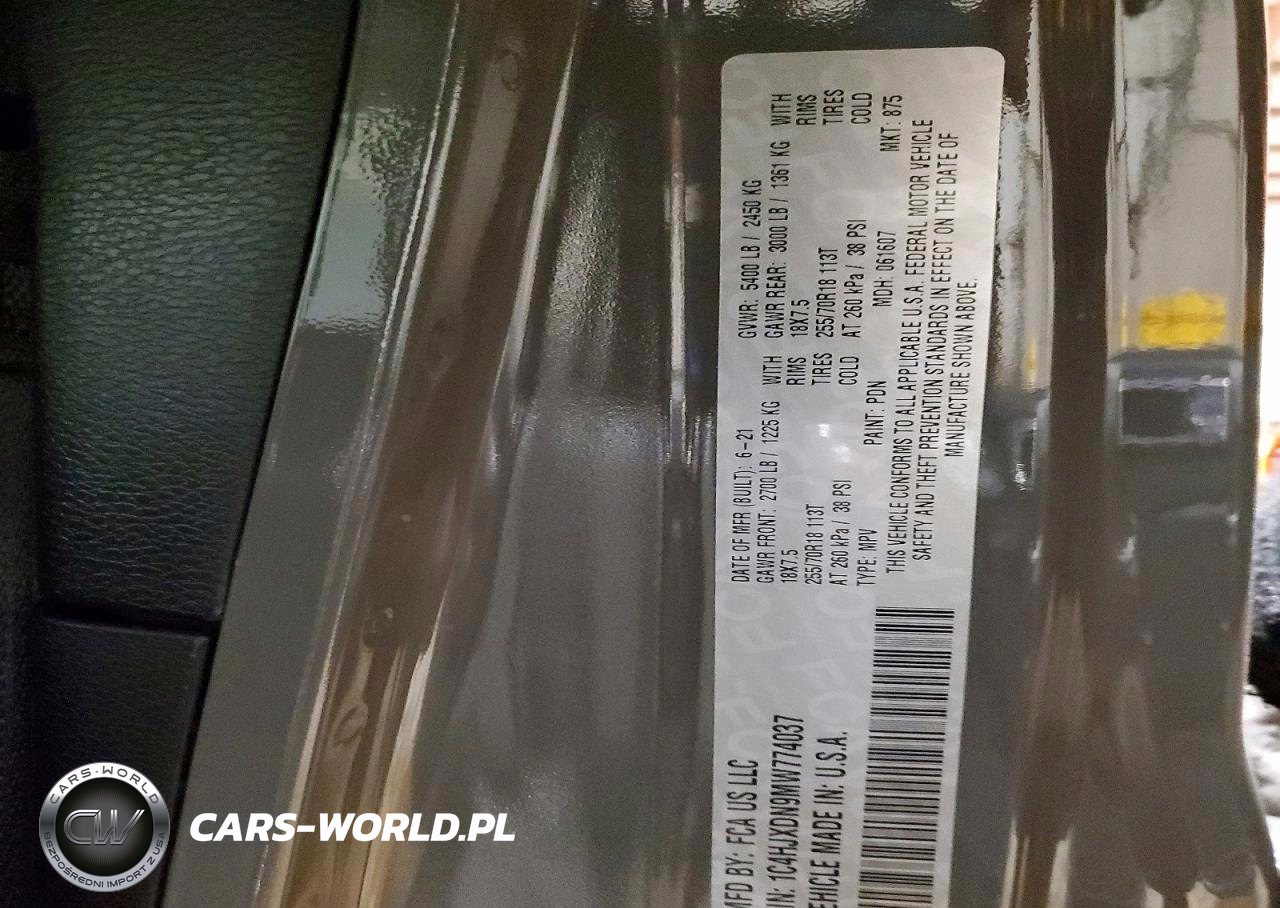 MFD BY: FCA US LLC
DATE OF MFR (BUILT): 6-21
GVWR: 5400 LB / 2450 KG
GAWR FRONT: 2700 LB / 1225 KG WITH
GAWR REAR: 3000 LB / 1361 KG WITH
18X7.5 RIMS
18X7.5 RIMS
255/70R18 113T TIRES
255/70R18 113T TIRES
AT 260 kPa / 38 PSI COLD
AT 260 kPa / 38 PSI COLD
IN: 1C4HJXDN9MW774037
TYPE: MPV
PAINT: PDN
MDH: 061607
MKT: 875
EHICLE MADE IN: U.S.A.
THIS VEHICLE CONFORMS TO ALL APPLICABLE U.S.A. FEDERAL MOTOR VEHICLE
SAFETY AND THEFT PREVENTION STANDARDS IN EFFECT ON THE DATE OF
MANUFACTURE SHOWN ABOVE.
CARS-WORLD
CW
BEZPOŚREDNI IMPORT Z USA
CARS-WORLD.PL